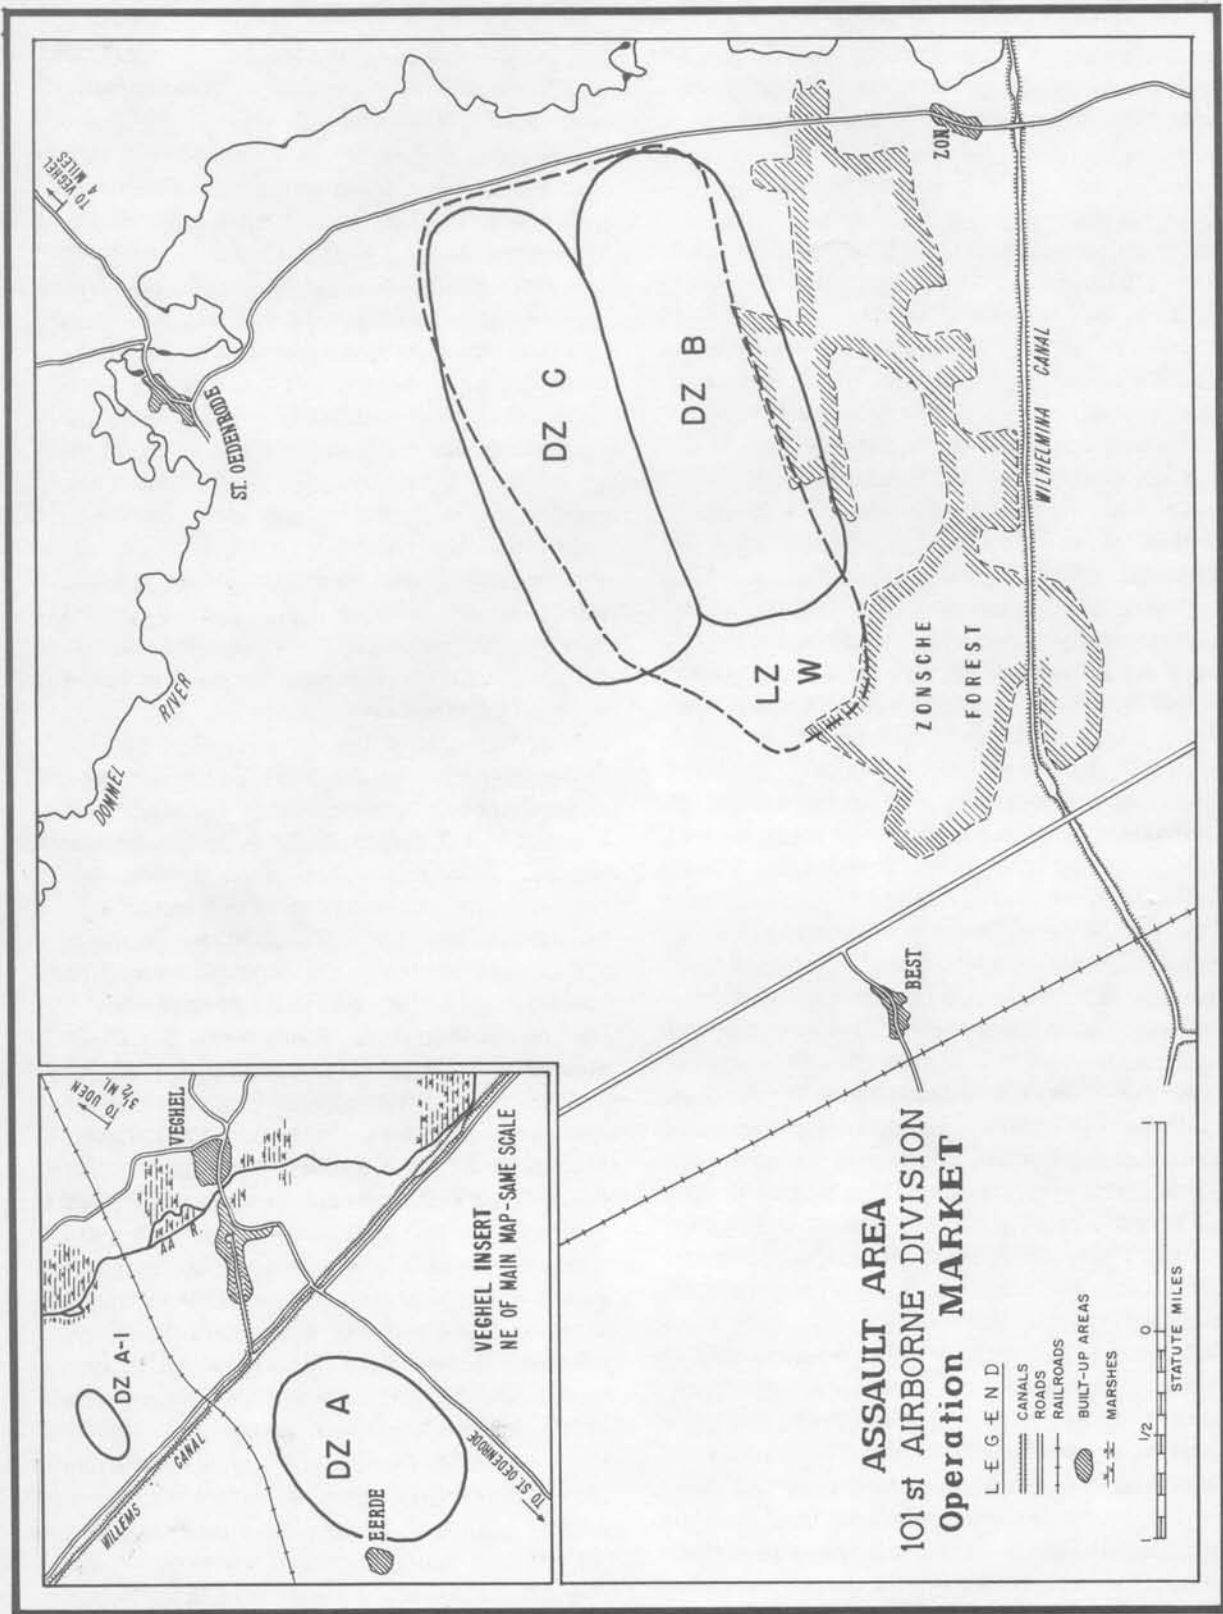 TO UDEN
3½ MI.
VEGHEL
AA R.
DZ A-1
WILLEMS
CANAL
DZ A
EERDE
TO ST. OEDENRODE
VEGHEL INSERT
NE OF MAIN MAP-SAME SCALE
DOMMEL
RIVER
ST. OEDENRODE
TO VEGHEL
4 MILES
DZ C
DZ B
LZ
W
ZONSCHE
FOREST
WILHELMINA CANAL
ZON
BEST
ASSAULT AREA
101st AIRBORNE DIVISION
Operation MARKET
LEGEND
CANALS
ROADS
RAILROADS
BUILT-UP AREAS
MARSHES
1 1/2 0 1
STATUTE MILES